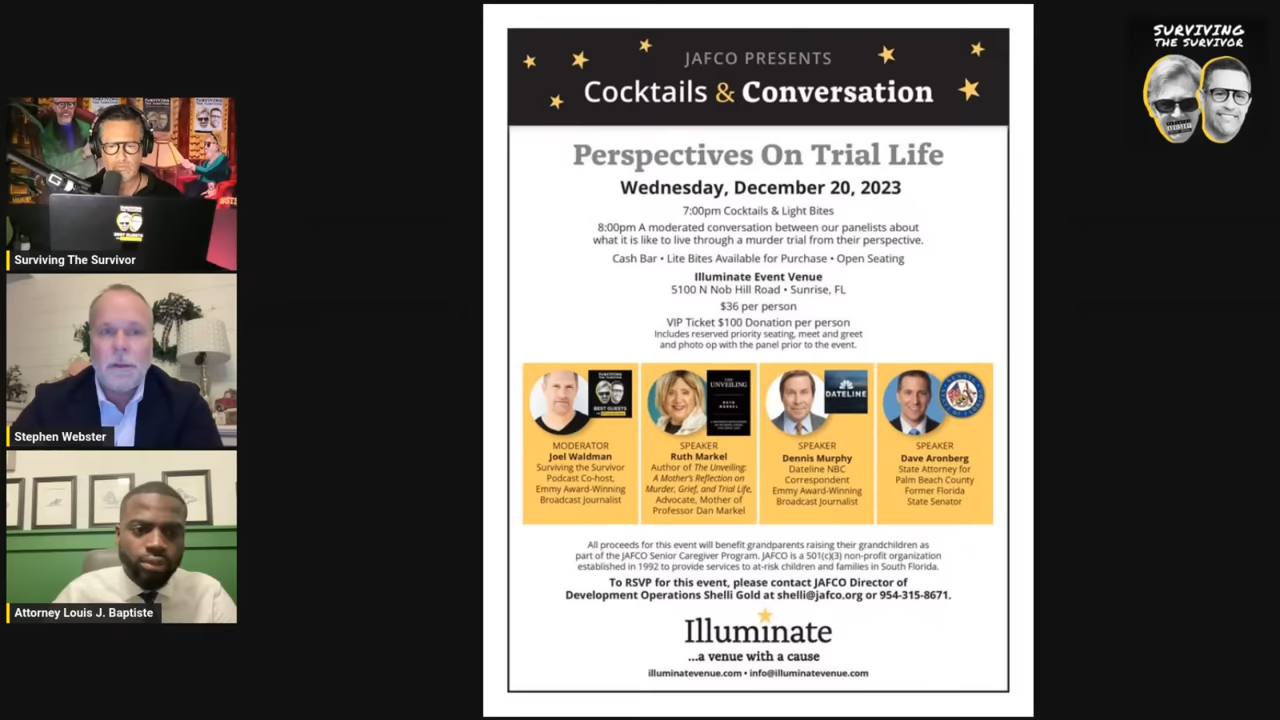 SURVIVING
THE SURVIVOR
Surviving The Survivor
Stephen Webster
Attorney Louis J. Baptiste
JAFCO PRESENTS
Cocktails & Conversation
Perspectives On Trial Life
Wednesday, December 20, 2023
7:00pm Cocktails & Light Bites
8:00pm A moderated conversation between our panelists about
what it is like to live through a murder trial from their perspective.
Cash Bar • Lite Bites Available for Purchase • Open Seating
Illuminate Event Venue
5100 N Nob Hill Road • Sunrise, FL
$36 per person
VIP Ticket $100 Donation per person
Includes reserved priority seating, meet and greet
and photo op with the panel prior to the event.
SURVIVING
THE SURVIVOR
BEST GUESTS
MODERATOR
Joel Waldman
Surviving the Survivor
Podcast Co-host,
Emmy Award-Winning
Broadcast Journalist
THE
UNVEILING
RUTH
MARKEL
SPEAKER
Ruth Markel
Author of The Unveiling:
A Mother's Reflection on
Murder, Grief, and Trial Life,
Advocate, Mother of
Professor Dan Markel
DATELINE
SPEAKER
Dennis Murphy
Dateline NBC
Correspondent
Emmy Award-Winning
Broadcast Journalist
SPEAKER
Dave Aronberg
State Attorney for
Palm Beach County
Former Florida
State Senator
All proceeds for this event will benefit grandparents raising their grandchildren as
part of the JAFCO Senior Caregiver Program. JAFCO is a 501(c)(3) non-profit organization
established in 1992 to provide services to at-risk children and families in South Florida.
To RSVP for this event, please contact JAFCO Director of
Development Operations Shelli Gold at shelli@jafco.org or 954-315-8671.
Illuminate
...a venue with a cause
illuminatevenue.com • info@illuminatevenue.com